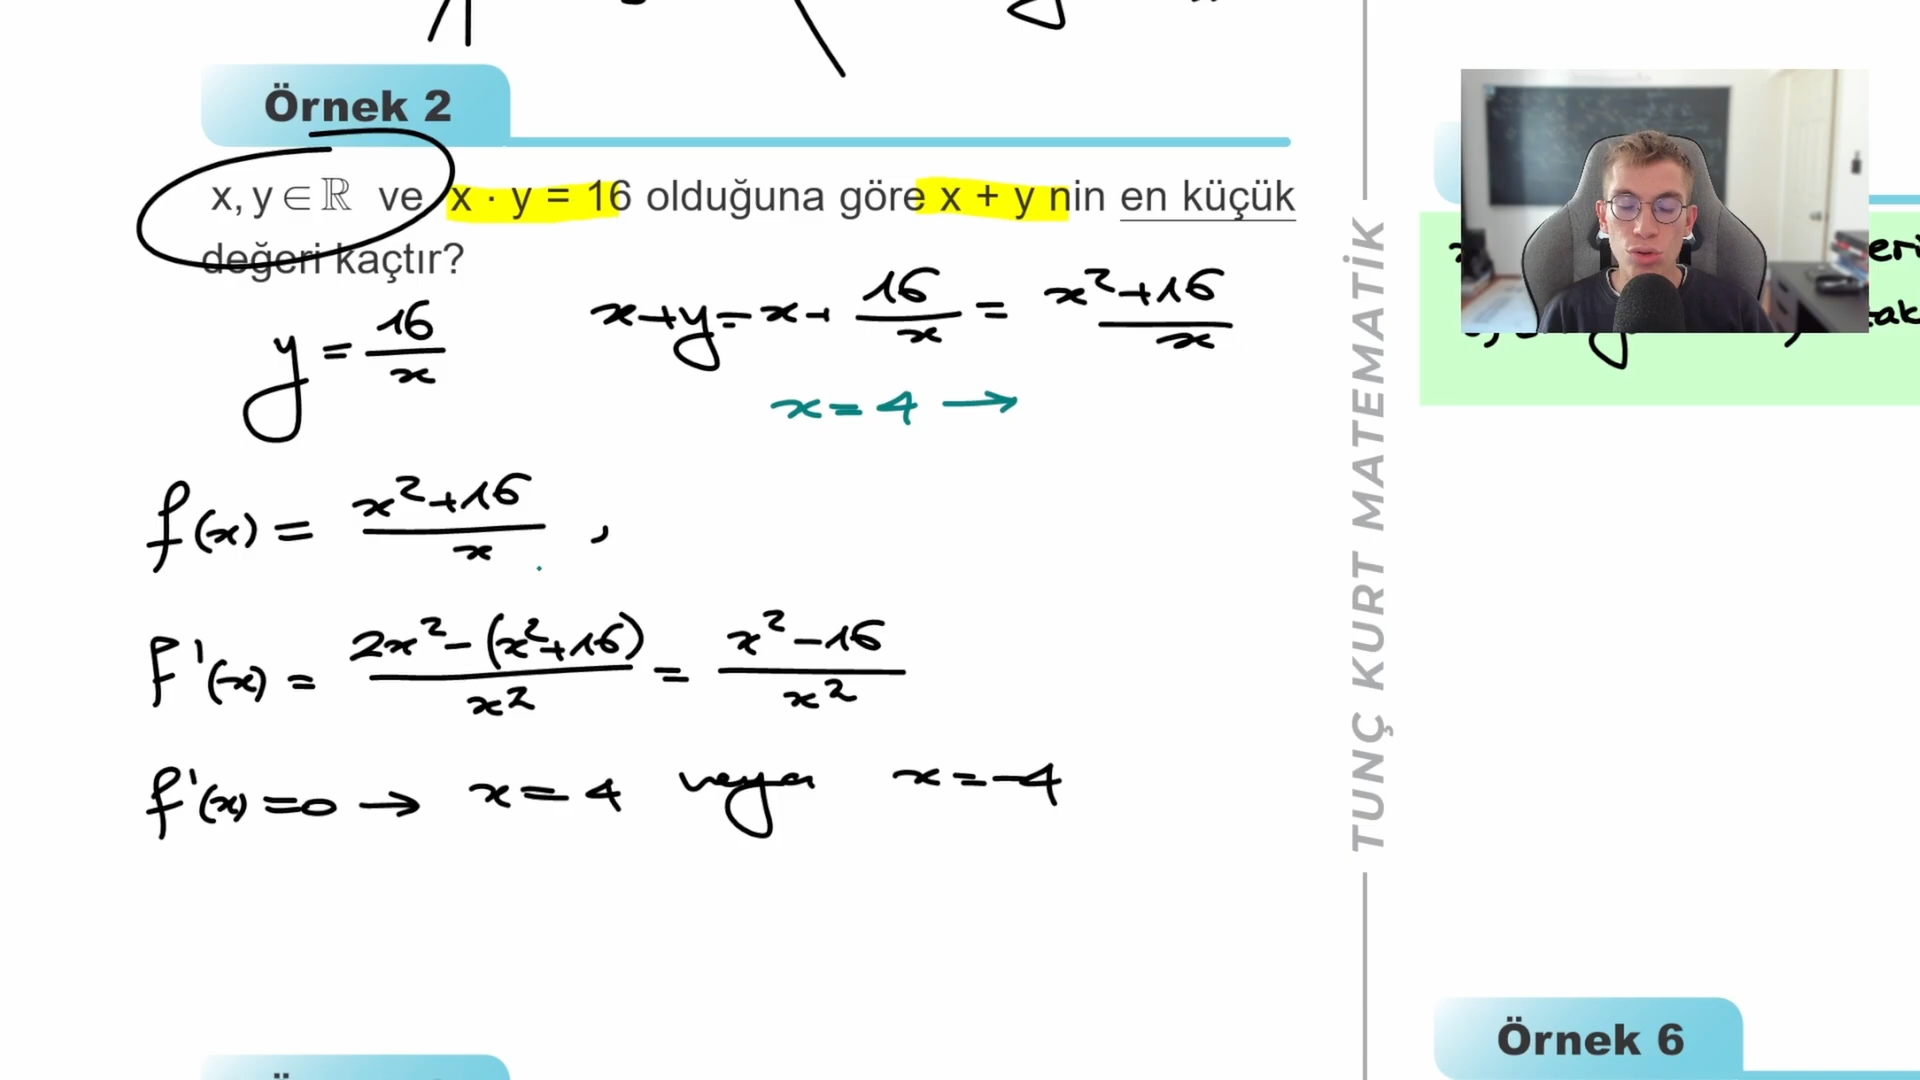 Örnek 2
x, y ∈ ℝ ve x · y = 16 olduğuna göre x + y nin en küçük
değeri kaçtır?
y = 16/x
x+y = x + 16/x = x²+16/x
x = 4 →
f(x) = x²+16/x ,
f'(x) = 2x² − (x²+16)/x² = x²−16/x²
f'(x) = 0 → x = 4 veya x = −4
TUNÇ KURT MATEMATİK
Örnek 6